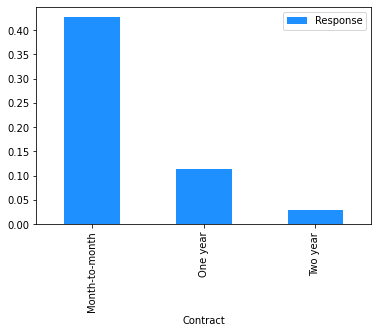 Response
0.40
0.35
0.30
0.25
0.20
0.15
0.10
0.05
0.00
Month-to-month
One year
Two year
Contract